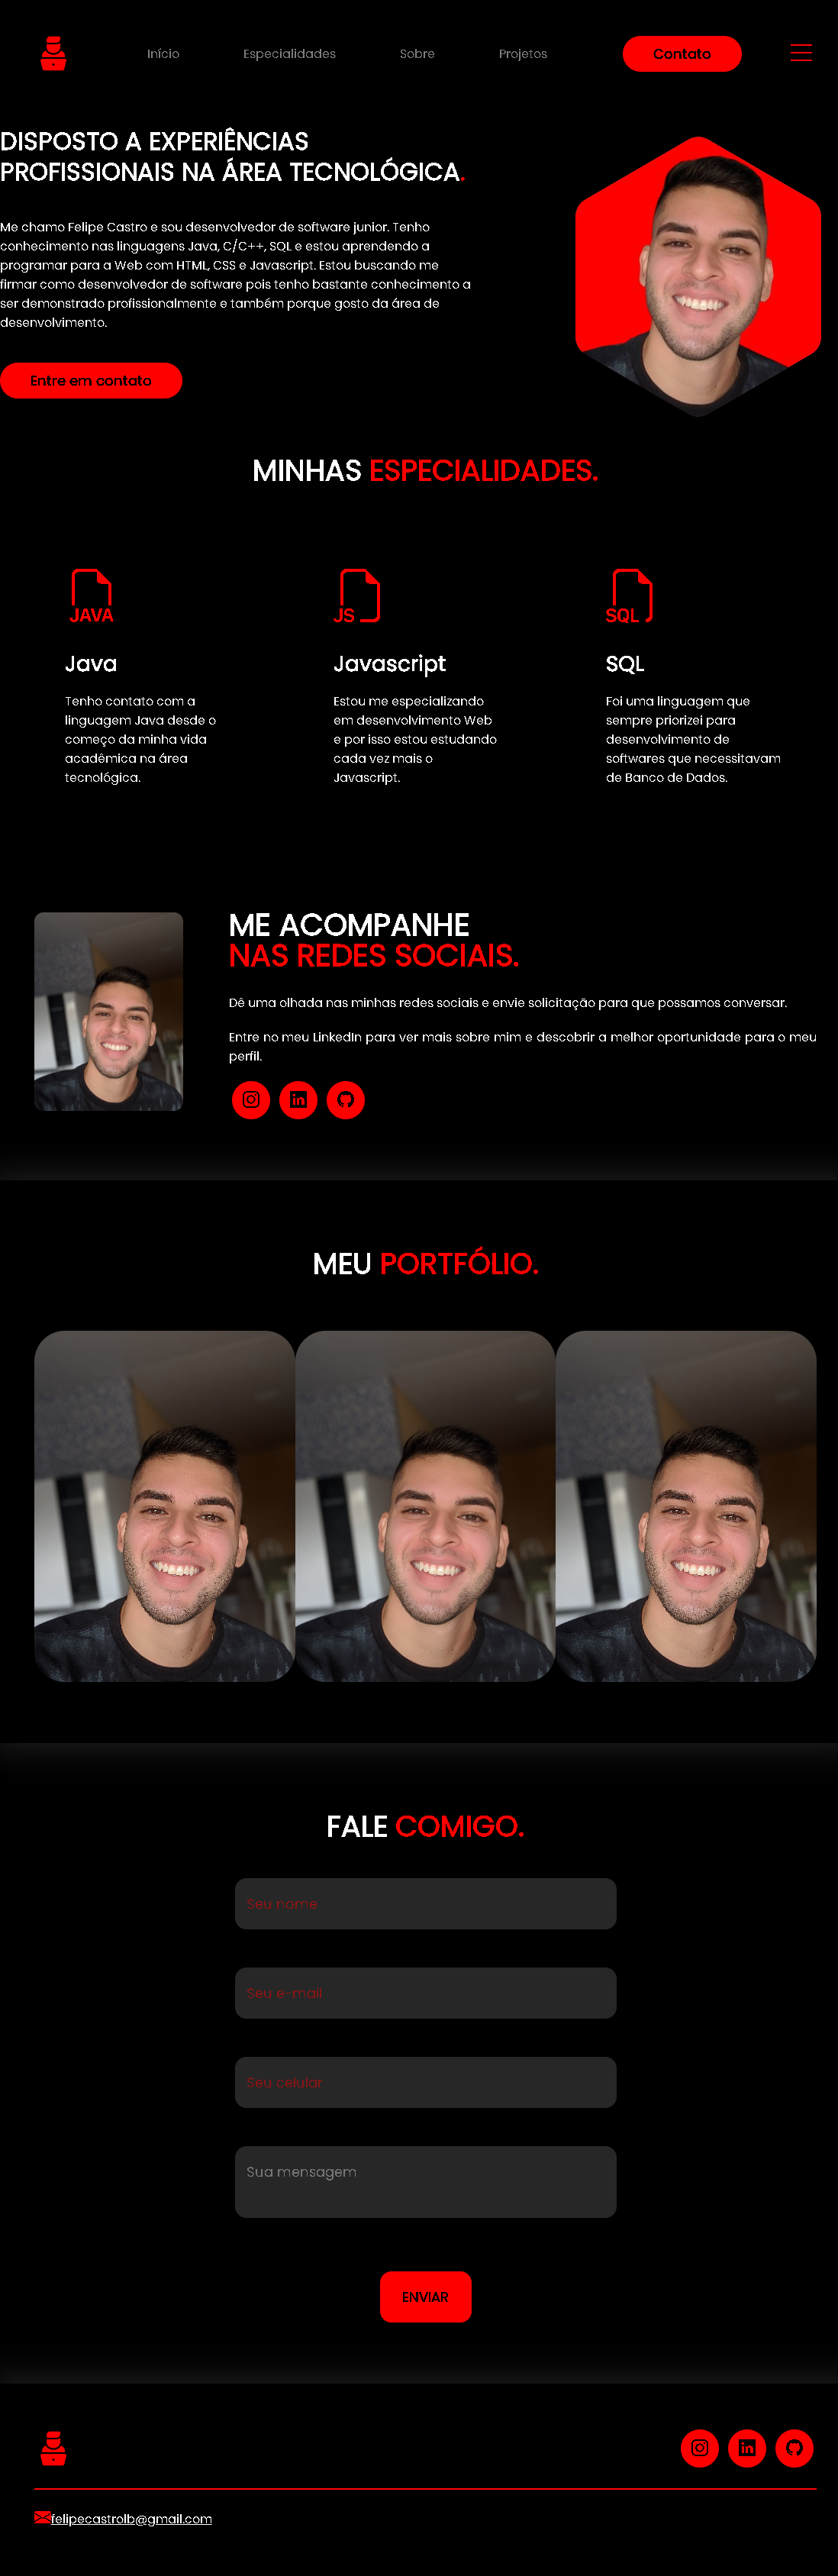 Início
Especialidades
Sobre
Projetos
Contato
DISPOSTO A EXPERIÊNCIAS
PROFISSIONAIS NA ÁREA TECNOLÓGICA.
Me chamo Felipe Castro e sou desenvolvedor de software junior. Tenho
conhecimento nas linguagens Java, C/C++, SQL e estou aprendendo a
programar para a Web com HTML, CSS e Javascript. Estou buscando me
firmar como desenvolvedor de software pois tenho bastante conhecimento a
ser demonstrado profissionalmente e também porque gosto da área de
desenvolvimento.
Entre em contato
MINHAS ESPECIALIDADES.
JAVA
Java
Tenho contato com a
linguagem Java desde o
começo da minha vida
acadêmica na área
tecnológica.
JS
Javascript
Estou me especializando
em desenvolvimento Web
e por isso estou estudando
cada vez mais o
Javascript.
SQL
SQL
Foi uma linguagem que
sempre priorizei para
desenvolvimento de
softwares que necessitavam
de Banco de Dados.
ME ACOMPANHE
NAS REDES SOCIAIS.
Dê uma olhada nas minhas redes sociais e envie solicitação para que possamos conversar.
Entre no meu LinkedIn para ver mais sobre mim e descobrir a melhor oportunidade para o meu
perfil.
MEU PORTFÓLIO.
FALE COMIGO.
Seu nome
Seu e-mail
Seu celular
Sua mensagem
ENVIAR
felipecastrolb@gmail.com